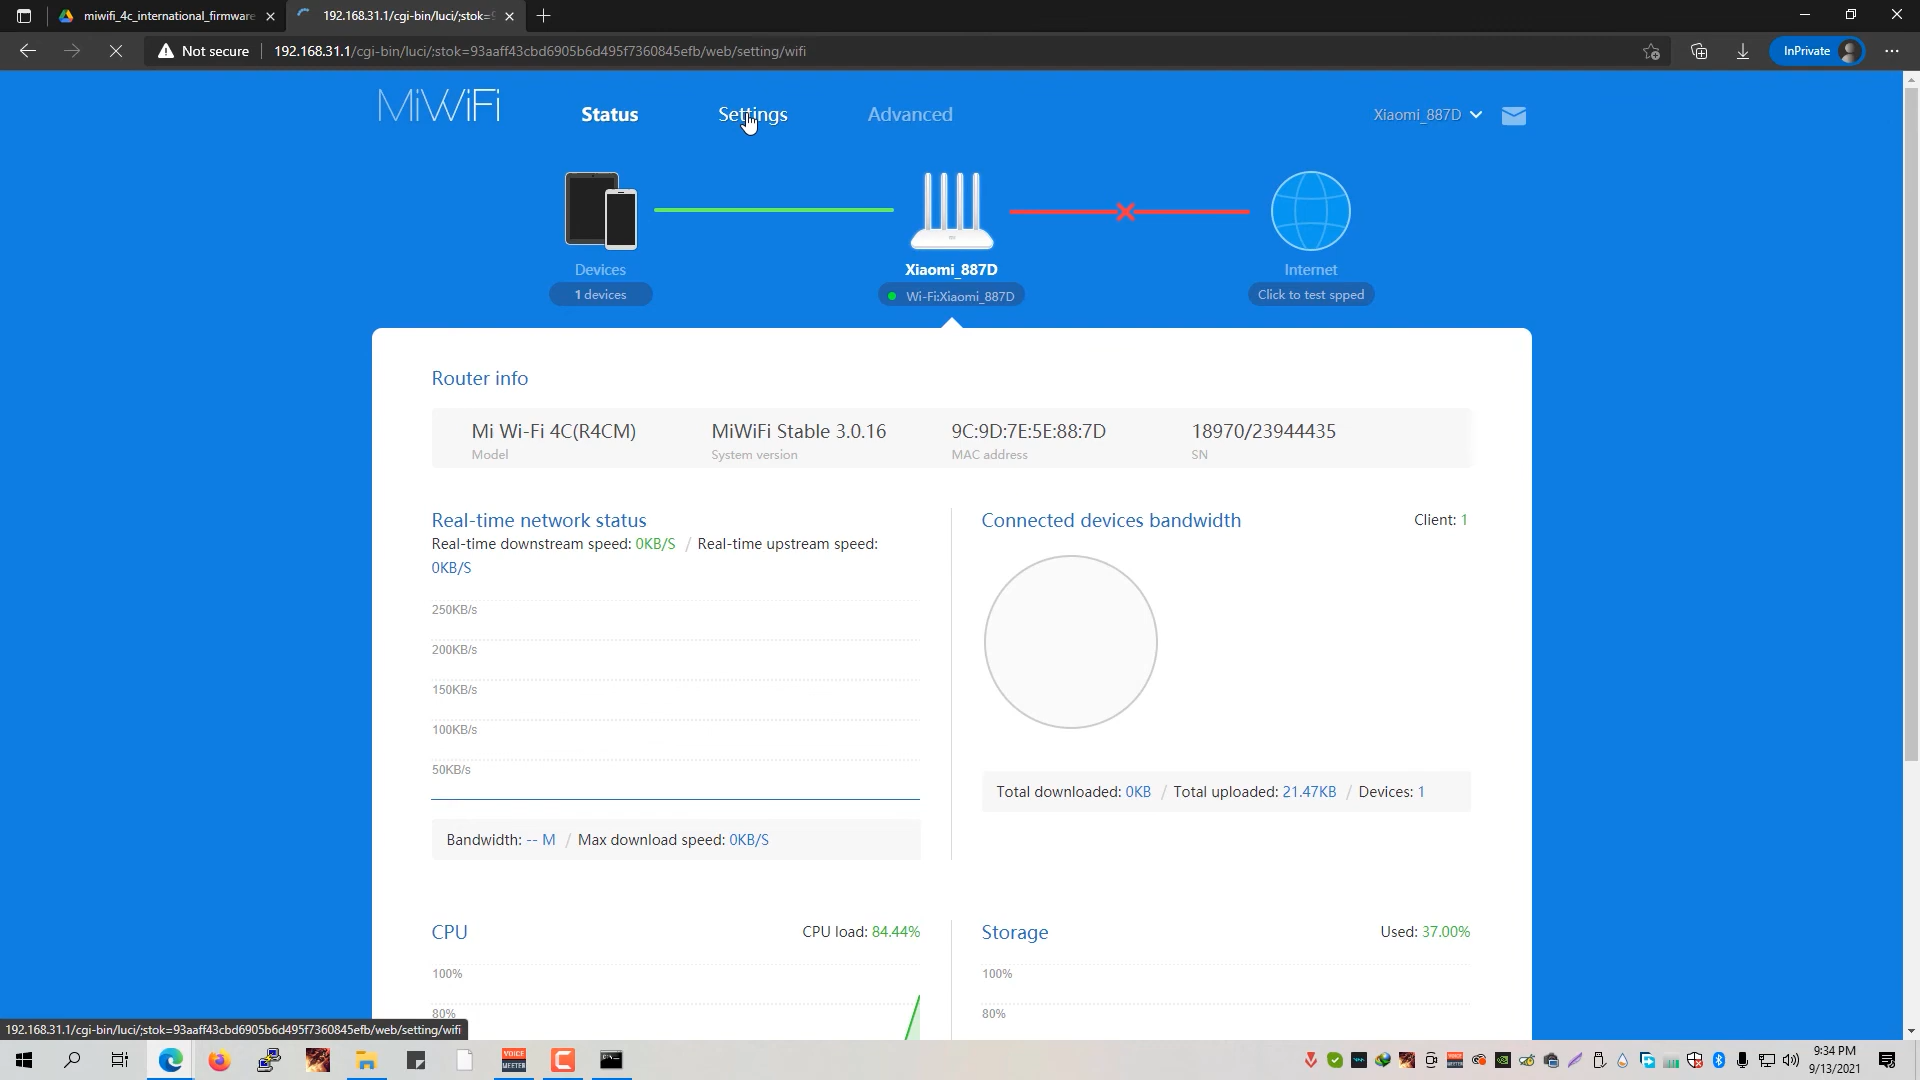 miwifi_4c_international_firmware
192.168.31.1/cgi-bin/luci/;stok=9
Not secure
192.168.31.1/cgi-bin/luci/;stok=93aaff43cbd6905b6d495f7360845efb/web/setting/wifi
InPrivate
MiWiFi
Status
Settings
Advanced
Xiaomi_887D
Devices
1 devices
Xiaomi_887D
Wi-Fi:Xiaomi_887D
Internet
Click to test spped
Router info
Mi Wi-Fi 4C(R4CM)
Model
MiWiFi Stable 3.0.16
System version
9C:9D:7E:5E:88:7D
MAC address
18970/23944435
SN
Real-time network status
Real-time downstream speed: 0KB/S / Real-time upstream speed:
0KB/S
250KB/s
200KB/s
150KB/s
100KB/s
50KB/s
Bandwidth: -- M / Max download speed: 0KB/S
Connected devices bandwidth
Client: 1
Total downloaded: 0KB / Total uploaded: 21.47KB / Devices: 1
CPU
CPU load: 84.44%
100%
80%
Storage
Used: 37.00%
100%
80%
192.168.31.1/cgi-bin/luci/;stok=93aaff43cbd6905b6d495f7360845efb/web/setting/wifi
VOICE
MEETER
9:34 PM
9/13/2021